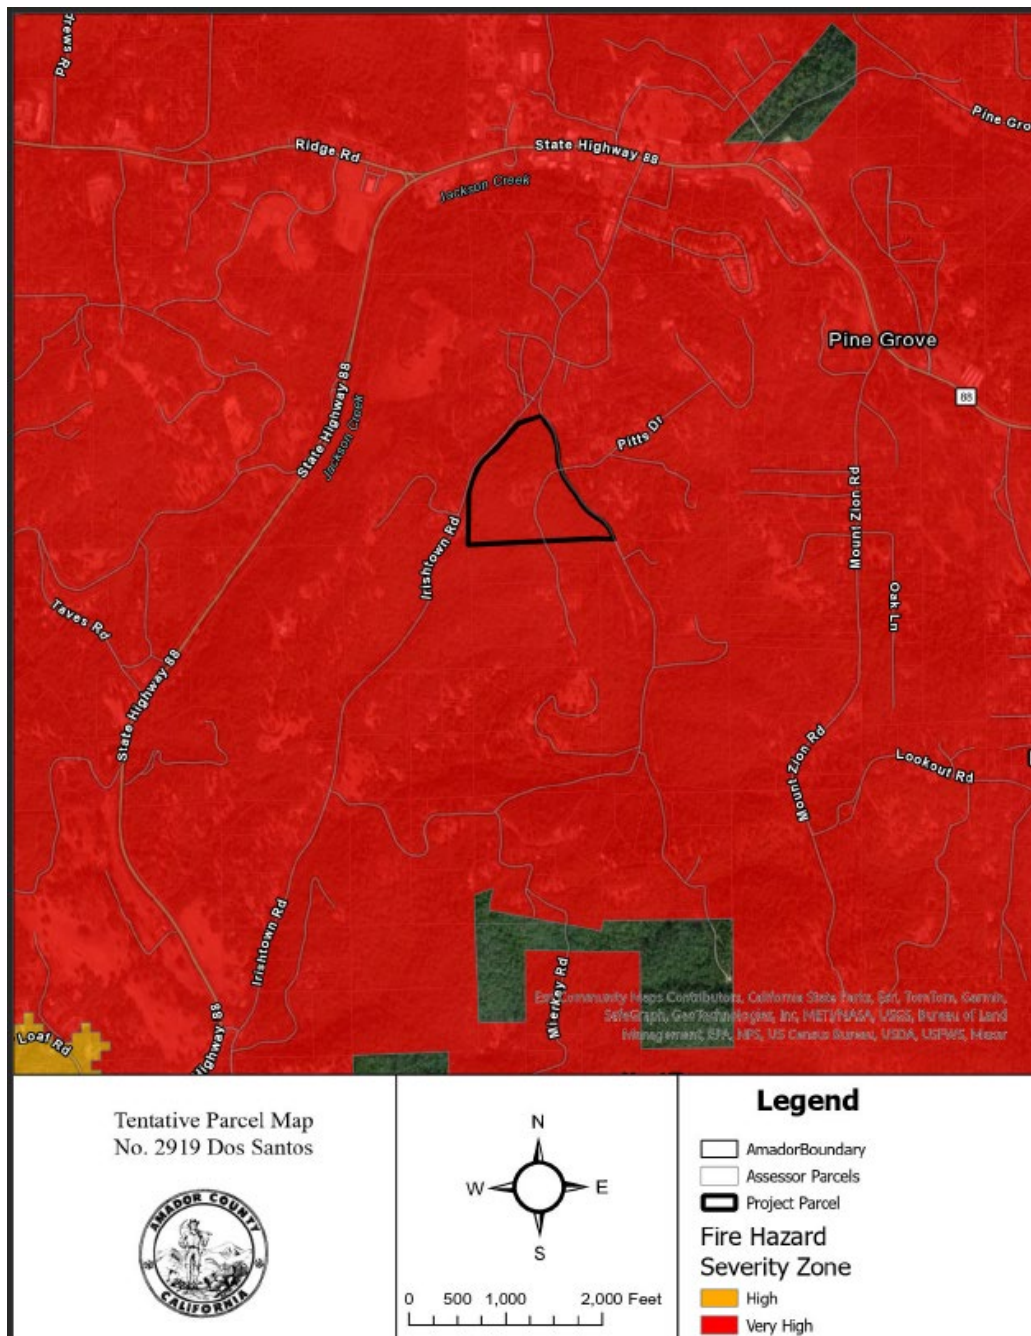 drews Rd
Ridge Rd
State Highway 88
Jackson Creek
Pine Gro
Pine Grove
88
State Highway 88
Jackson Creek
Pitts Dr
Irishtown Rd
Mount Zion Rd
Oak Ln
Taves Rd
State Highway 88
Mount Zion Rd
Lookout Rd
Irishtown Rd
Mierkey Rd
Highway 88
Loaf Rd
Esri Community Maps Contributors, California State Parks, Esri, TomTom, Garmin,
SafeGraph, GeoTechnologies, Inc, METI/NASA, USGS, Bureau of Land
Management, EPA, NPS, US Census Bureau, USDA, USFWS, Maxar
Tentative Parcel Map
No. 2919 Dos Santos
AMADOR COUNTY
CALIFORNIA
N
W E
S
0 500 1,000 2,000 Feet
Legend
AmadorBoundary
Assessor Parcels
Project Parcel
Fire Hazard
Severity Zone
High
Very High